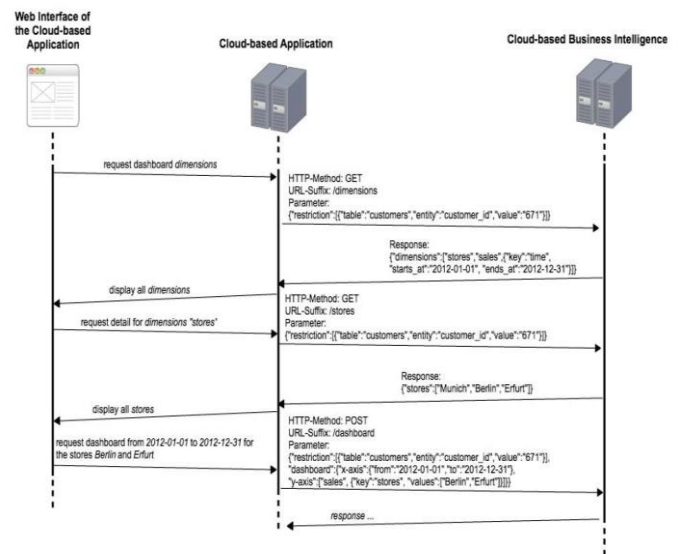 Web Interface of
the Cloud-based
Application
Cloud-based Application
Cloud-based Business Intelligence
request dashboard dimensions
HTTP-Method: GET
URL-Suffix: /dimensions
Parameter:
{"restriction":[{"table":"customers","entity":"customer_id","value":"671"}]}
Response:
{"dimensions":["stores","sales",{"key":"time",
"starts_at":"2012-01-01", "ends_at":"2012-12-31"}]}
display all dimensions
HTTP-Method: GET
URL-Suffix: /stores
Parameter:
{"restriction":[{"table":"customers","entity":"customer_id","value":"671"}]}
request detail for dimensions "stores"
Response:
{"stores":["Munich","Berlin","Erfurt"]}
display all stores
HTTP-Method: POST
URL-Suffix: /dashboard
Parameter:
{"restriction":[{"table":"customers","entity":"customer_id","value":"671"}],
"dashboard":{"x-axis":{"from":"2012-01-01","to":"2012-12-31"},
"y-axis":["sales", {"key":"stores", "values":["Berlin","Erfurt"]}]}}
request dashboard from 2012-01-01 to 2012-12-31 for
the stores Berlin and Erfurt
response ...